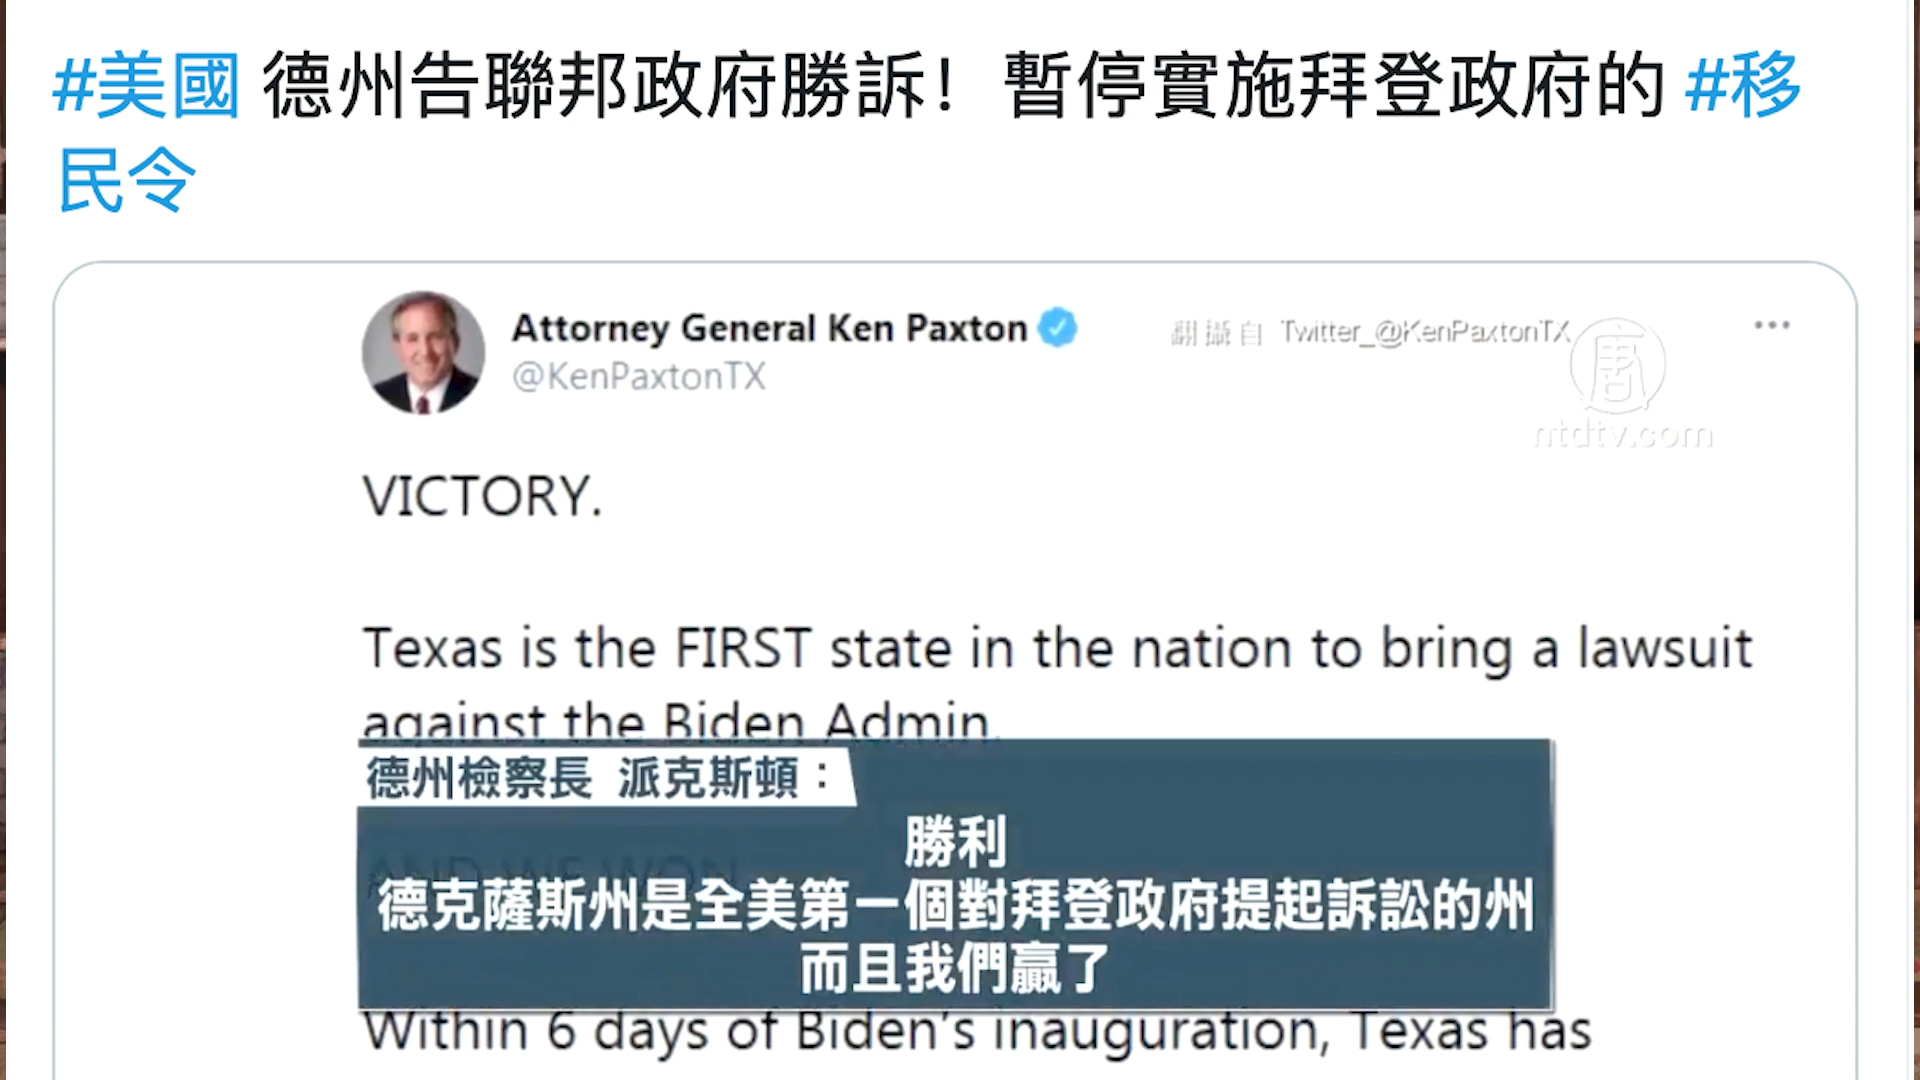 #美國 德州告聯邦政府勝訴！暫停實施拜登政府的 #移
民令
Attorney General Ken Paxton
翻攝自 Twitter_@KenPaxtonTX
@KenPaxtonTX
唐
ntdtv.com
VICTORY.
Texas is the FIRST state in the nation to bring a lawsuit
against the Biden Admin.
德州檢察長 派克斯頓：
勝利
AND WE WON.
德克薩斯州是全美第一個對拜登政府提起訴訟的州
而且我們贏了
Within 6 days of Biden's inauguration, Texas has